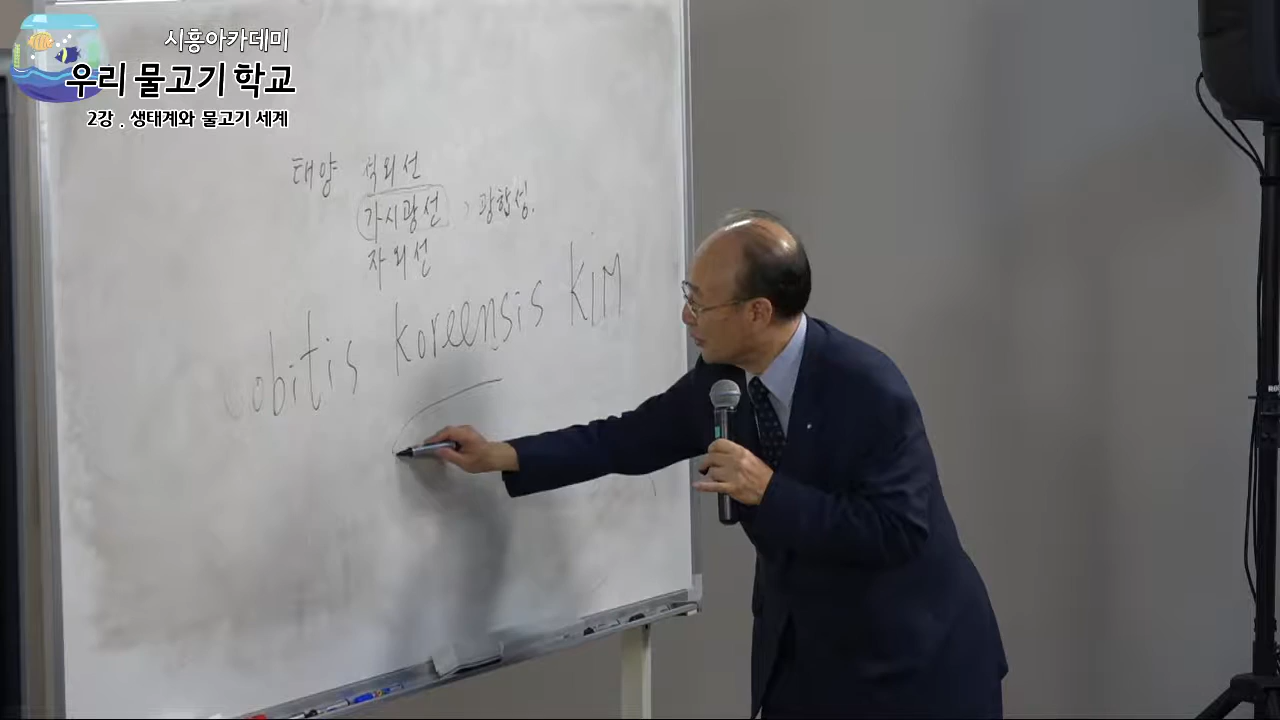 시흥아카데미
우리 물고기 학교
2강 . 생태계와 물고기 세계
태양 적외선
가시광선 , 광합성.
자외선
Cobitis koreensis KIM